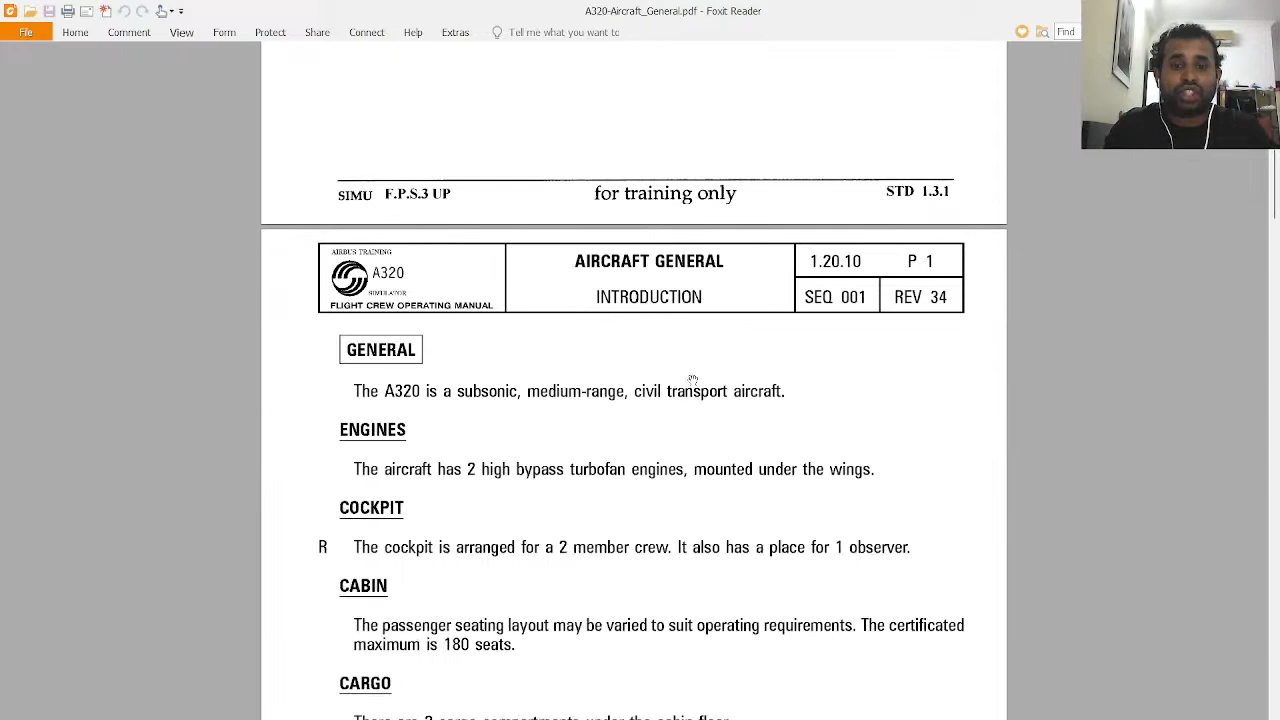 A320-Aircraft_General.pdf - Foxit Reader
File Home Comment View Form Protect Share Connect Help Extras Tell me what you want to Find
SIMU F.P.S.3 UP for training only STD 1.3.1
AIRBUS TRAINING
A320
SIMULATOR
FLIGHT CREW OPERATING MANUAL
AIRCRAFT GENERAL
INTRODUCTION
1.20.10 P 1
SEQ 001 REV 34
GENERAL
The A320 is a subsonic, medium-range, civil transport aircraft.
ENGINES
The aircraft has 2 high bypass turbofan engines, mounted under the wings.
COCKPIT
R The cockpit is arranged for a 2 member crew. It also has a place for 1 observer.
CABIN
The passenger seating layout may be varied to suit operating requirements. The certificated
maximum is 180 seats.
CARGO